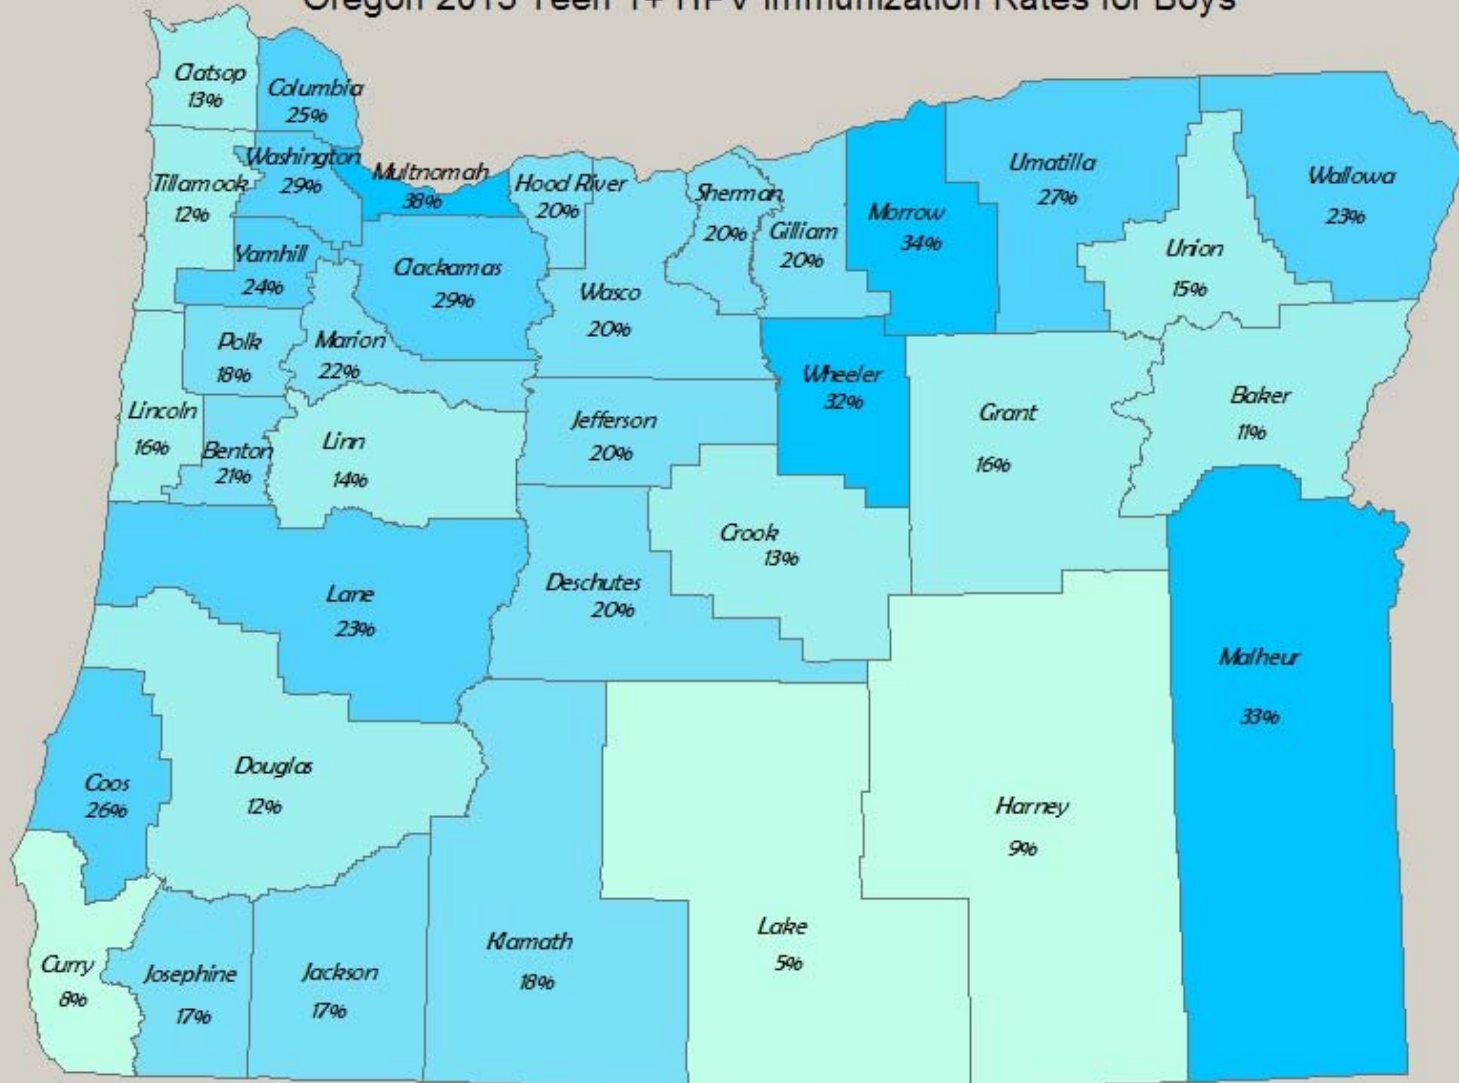 Oregon 2013 Teen 1+ HPV Immunization Rates for Boys
Clatsop
13%
Columbia
25%
Washington
29%
Multnomah
38%
Tillamook
12%
Hood River
20%
Sherman
20%
Gilliam
20%
Morrow
34%
Umatilla
27%
Wallowa
23%
Union
15%
Yamhill
24%
Clackamas
29%
Wasco
20%
Polk
18%
Marion
22%
Wheeler
32%
Grant
16%
Baker
11%
Lincoln
16%
Benton
21%
Linn
14%
Jefferson
20%
Crook
13%
Lane
23%
Deschutes
20%
Malheur
33%
Coos
26%
Douglas
12%
Harney
9%
Curry
8%
Josephine
17%
Jackson
17%
Klamath
18%
Lake
5%